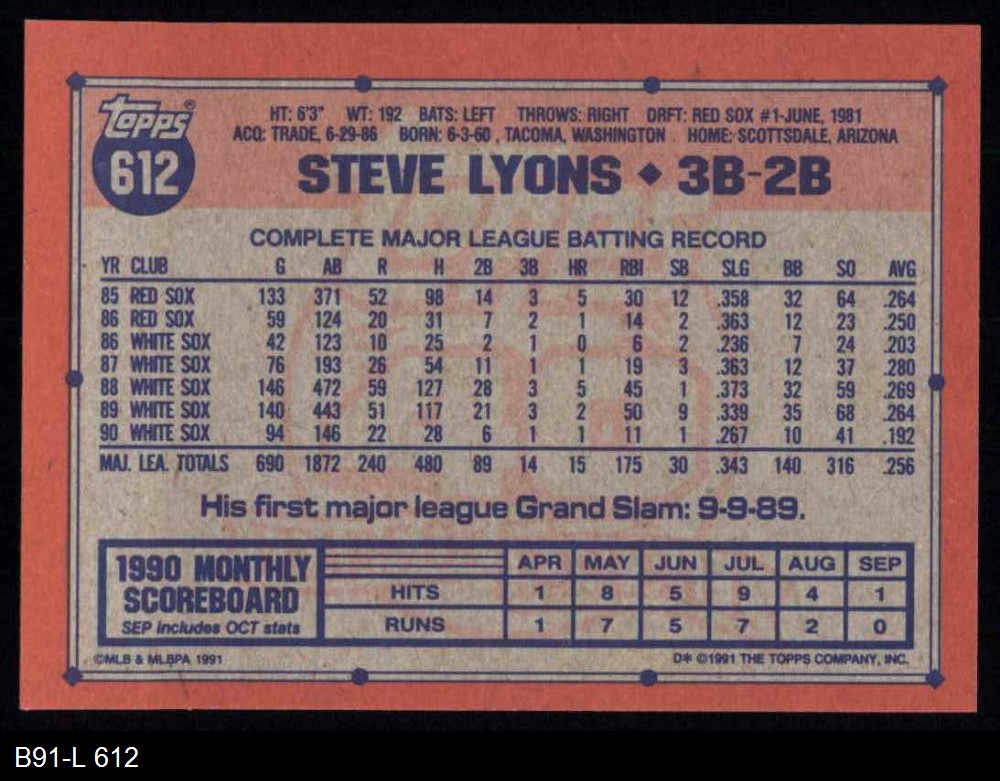 Topps®
612
HT: 6'3" WT: 192 BATS: LEFT THROWS: RIGHT DRFT: RED SOX #1-JUNE, 1981
ACQ: TRADE, 6-29-86 BORN: 6-3-60, TACOMA, WASHINGTON HOME: SCOTTSDALE, ARIZONA
STEVE LYONS ◆ 3B-2B
COMPLETE MAJOR LEAGUE BATTING RECORD
YR CLUB G AB R H 2B 3B HR RBI SB SLG BB SO AVG
85 RED SOX 133 371 52 98 14 3 5 30 12 .358 32 64 .264
86 RED SOX 59 124 20 31 7 2 1 14 2 .363 12 23 .250
86 WHITE SOX 42 123 10 25 2 1 0 6 2 .236 7 24 .203
87 WHITE SOX 76 193 26 54 11 1 1 19 3 .363 12 37 .280
88 WHITE SOX 146 472 59 127 28 3 5 45 1 .373 32 59 .269
89 WHITE SOX 140 443 51 117 21 3 2 50 9 .339 35 68 .264
90 WHITE SOX 94 146 22 28 6 1 1 11 1 .267 10 41 .192
MAJ. LEA. TOTALS 690 1872 240 480 89 14 15 175 30 .343 140 316 .256
His first major league Grand Slam: 9-9-89.
1990 MONTHLY SCOREBOARD
SEP includes OCT stats
APR MAY JUN JUL AUG SEP
HITS 1 8 5 9 4 1
RUNS 1 7 5 7 2 0
©MLB & MLBPA 1991 D* ©1991 THE TOPPS COMPANY, INC.
B91-L 612